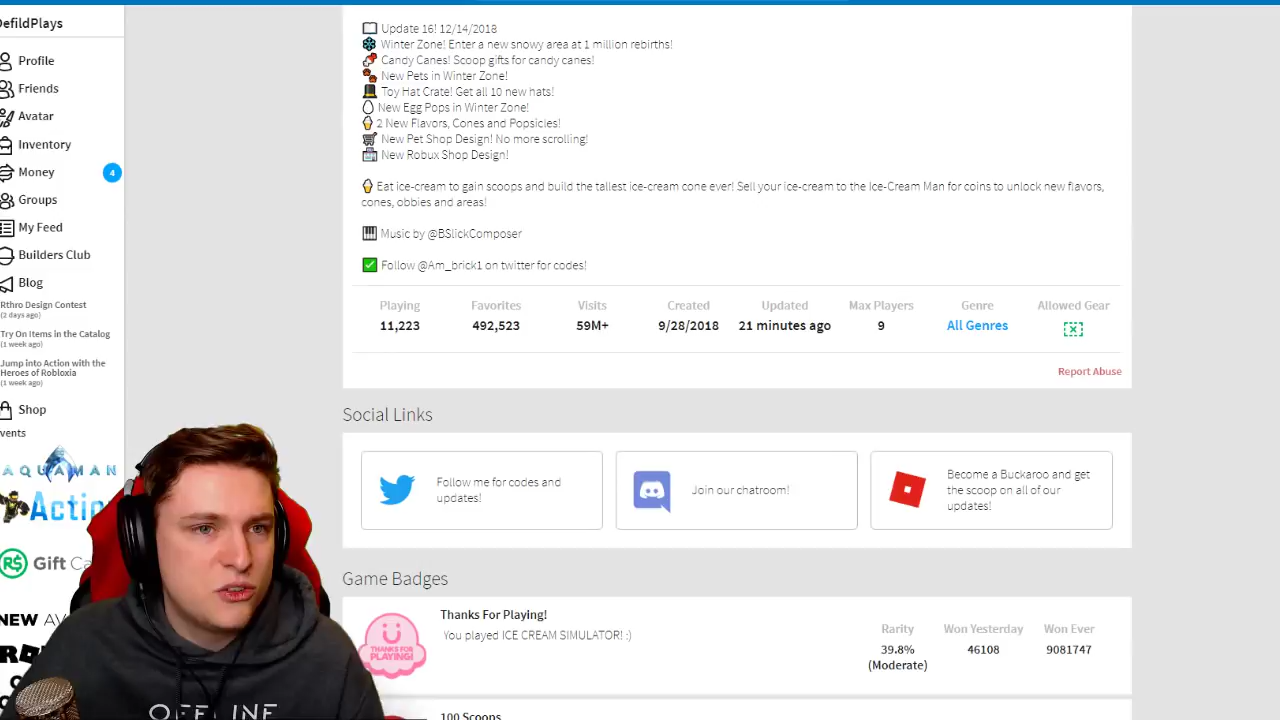 DefildPlays
Profile
Friends
Avatar
Inventory
Money 4
Groups
My Feed
Builders Club
Blog
Rthro Design Contest
(2 days ago)
Try On Items in the Catalog
(1 week ago)
Jump into Action with the
Heroes of Robloxia
(1 week ago)
Shop
vents
AQUAMAN
Actio
R$ Gift Ca
NEW AV
Update 16! 12/14/2018
Winter Zone! Enter a new snowy area at 1 million rebirths!
Candy Canes! Scoop gifts for candy canes!
New Pets in Winter Zone!
Toy Hat Crate! Get all 10 new hats!
New Egg Pops in Winter Zone!
2 New Flavors, Cones and Popsicles!
New Pet Shop Design! No more scrolling!
New Robux Shop Design!
Eat ice-cream to gain scoops and build the tallest ice-cream cone ever! Sell your ice-cream to the Ice-Cream Man for coins to unlock new flavors,
cones, obbies and areas!
Music by @BSlickComposer
Follow @Am_brick1 on twitter for codes!
Playing Favorites Visits Created Updated Max Players Genre Allowed Gear
11,223 492,523 59M+ 9/28/2018 21 minutes ago 9 All Genres
Report Abuse
Social Links
Follow me for codes and
updates!
Join our chatroom!
Become a Buckaroo and get
the scoop on all of our
updates!
Game Badges
THANKS FOR
PLAYING!
Thanks For Playing!
You played ICE CREAM SIMULATOR! :)
Rarity Won Yesterday Won Ever
39.8% 46108 9081747
(Moderate)
100 Scoops
OFFLINE